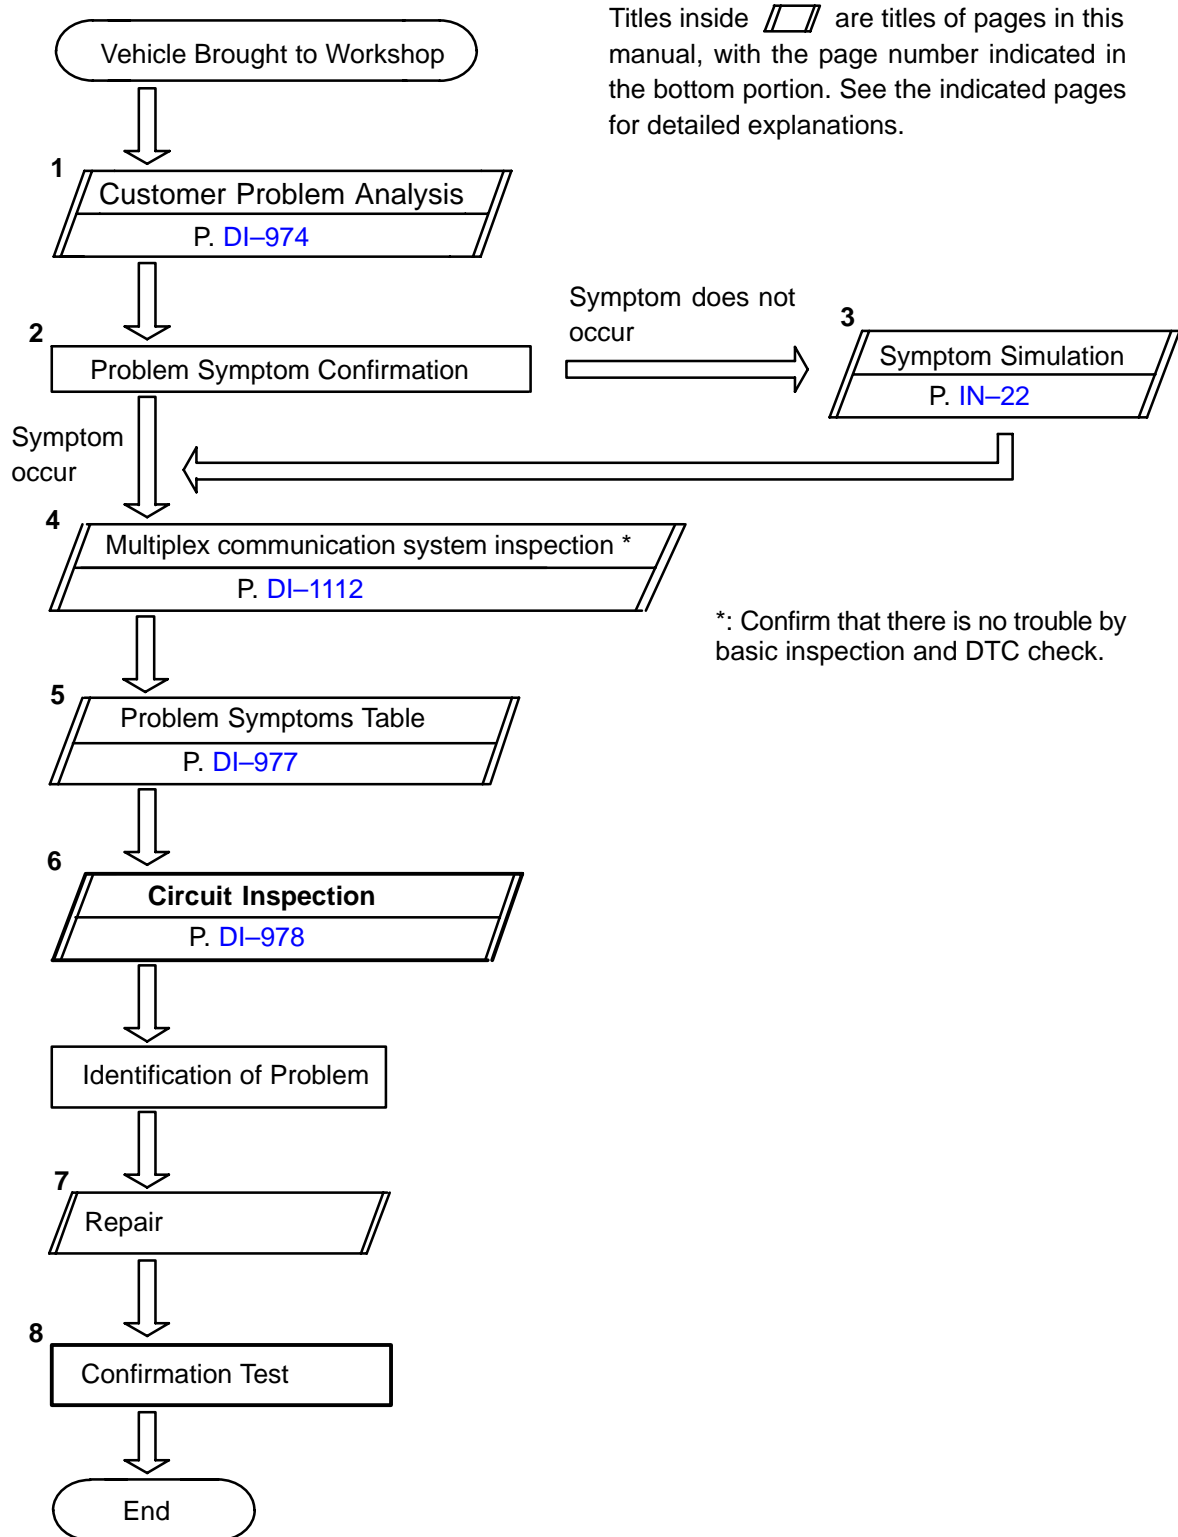 Vehicle Brought to Workshop
Titles inside are titles of pages in this
manual, with the page number indicated in
the bottom portion. See the indicated pages
for detailed explanations.
1
Customer Problem Analysis
P. DI–974
2
Problem Symptom Confirmation
Symptom does not
occur
3
Symptom Simulation
P. IN–22
Symptom
occur
4
Multiplex communication system inspection *
P. DI–1112
*: Confirm that there is no trouble by
basic inspection and DTC check.
5
Problem Symptoms Table
P. DI–977
6
Circuit Inspection
P. DI–978
Identification of Problem
7
Repair
8
Confirmation Test
End